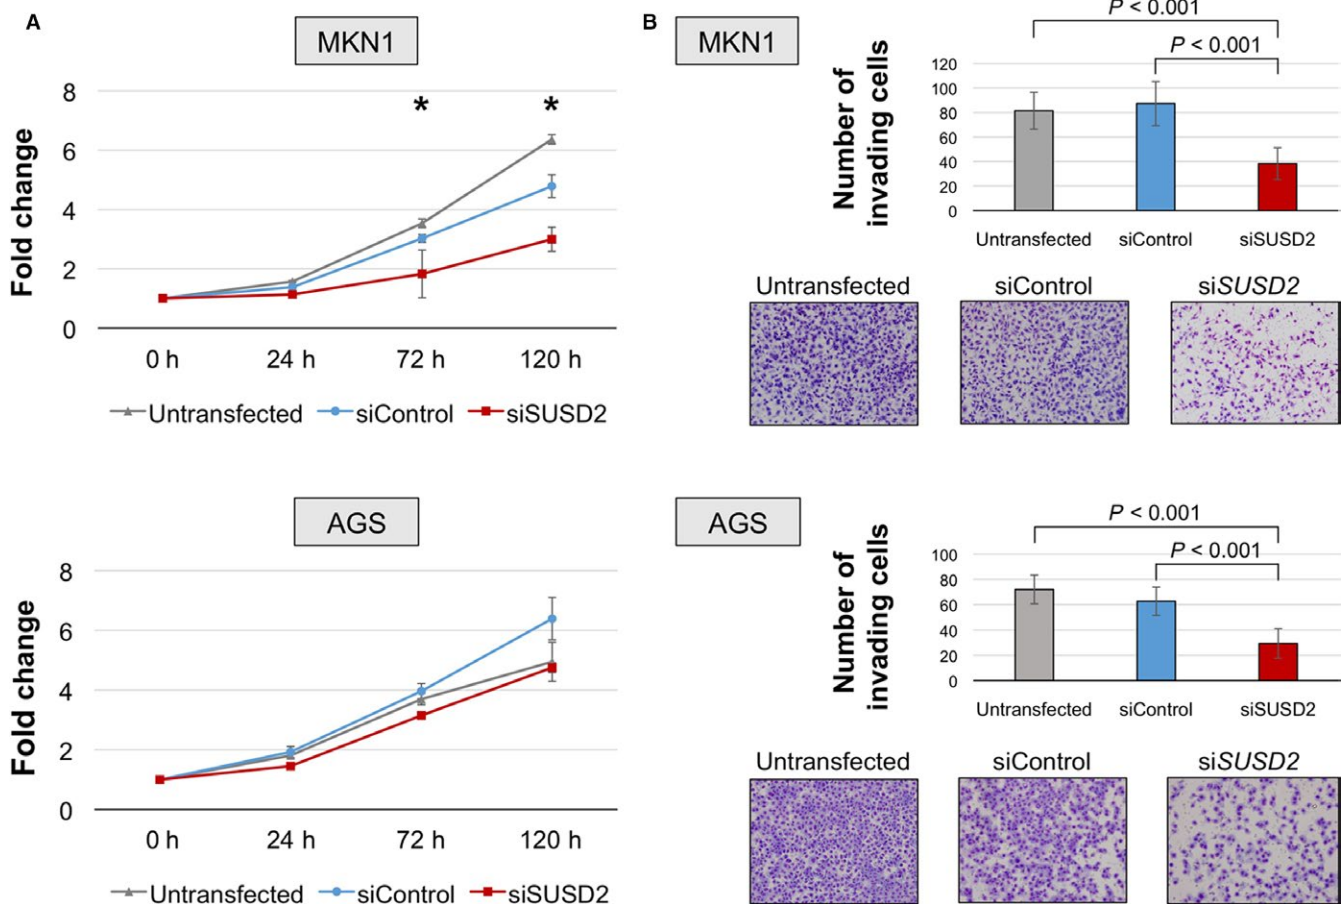 A
MKN1
Fold change
8
6
4
2
0
*
*
0 h 24 h 72 h 120 h
Untransfected siControl siSUSD2
AGS
Fold change
8
6
4
2
0
0 h 24 h 72 h 120 h
Untransfected siControl siSUSD2
B
MKN1
Number of
invading cells
P < 0.001
P < 0.001
120
100
80
60
40
20
0
Untransfected siControl siSUSD2
Untransfected siControl siSUSD2
AGS
Number of
invading cells
P < 0.001
P < 0.001
100
80
60
40
20
0
Untransfected siControl siSUSD2
Untransfected siControl siSUSD2